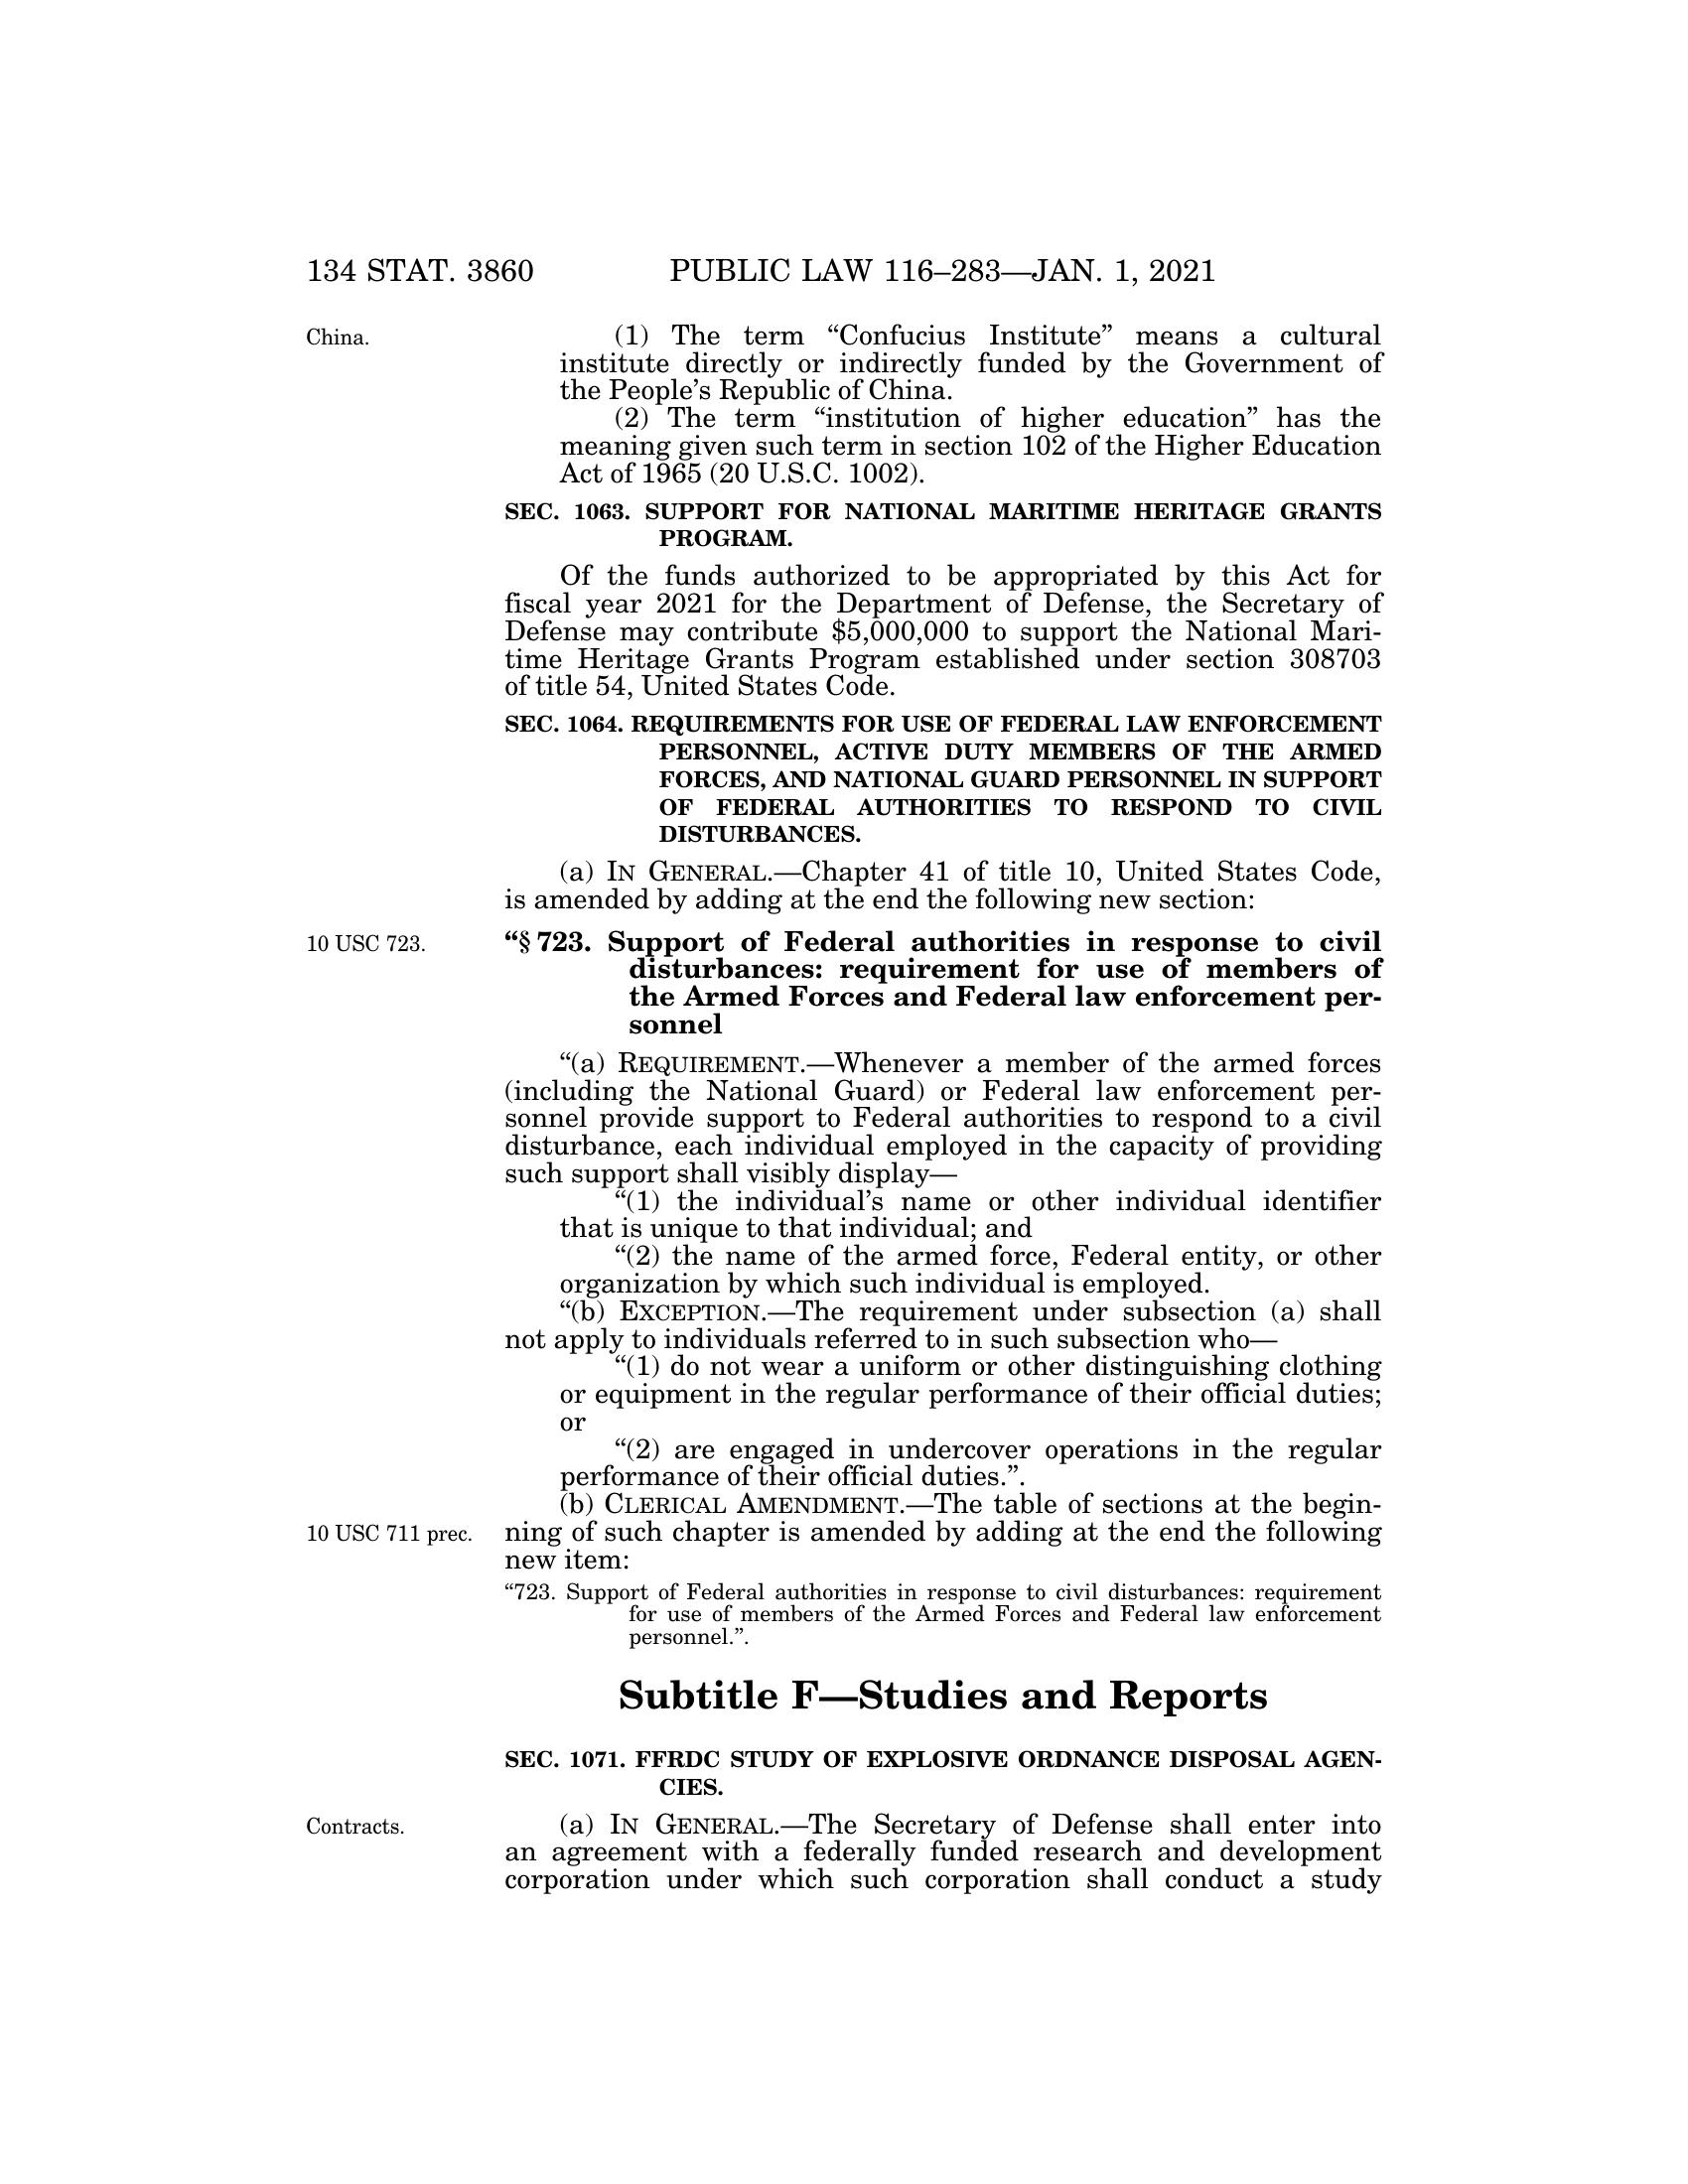 134 STAT. 3860
PUBLIC LAW 116–283—JAN. 1, 2021
China.
(1) The term “Confucius Institute” means a cultural
institute directly or indirectly funded by the Government of
the People’s Republic of China.
(2) The term “institution of higher education” has the
meaning given such term in section 102 of the Higher Education
Act of 1965 (20 U.S.C. 1002).
SEC. 1063. SUPPORT FOR NATIONAL MARITIME HERITAGE GRANTS
PROGRAM.
Of the funds authorized to be appropriated by this Act for
fiscal year 2021 for the Department of Defense, the Secretary of
Defense may contribute $5,000,000 to support the National Mari-
time Heritage Grants Program established under section 308703
of title 54, United States Code.
SEC. 1064. REQUIREMENTS FOR USE OF FEDERAL LAW ENFORCEMENT
PERSONNEL, ACTIVE DUTY MEMBERS OF THE ARMED
FORCES, AND NATIONAL GUARD PERSONNEL IN SUPPORT
OF FEDERAL AUTHORITIES TO RESPOND TO CIVIL
DISTURBANCES.
(a) IN GENERAL.—Chapter 41 of title 10, United States Code,
is amended by adding at the end the following new section:
10 USC 723.
“§ 723. Support of Federal authorities in response to civil
disturbances: requirement for use of members of
the Armed Forces and Federal law enforcement per-
sonnel
“(a) REQUIREMENT.—Whenever a member of the armed forces
(including the National Guard) or Federal law enforcement per-
sonnel provide support to Federal authorities to respond to a civil
disturbance, each individual employed in the capacity of providing
such support shall visibly display—
“(1) the individual’s name or other individual identifier
that is unique to that individual; and
“(2) the name of the armed force, Federal entity, or other
organization by which such individual is employed.
“(b) EXCEPTION.—The requirement under subsection (a) shall
not apply to individuals referred to in such subsection who—
“(1) do not wear a uniform or other distinguishing clothing
or equipment in the regular performance of their official duties;
or
“(2) are engaged in undercover operations in the regular
performance of their official duties.”.
(b) CLERICAL AMENDMENT.—The table of sections at the begin-
10 USC 711 prec.
ning of such chapter is amended by adding at the end the following
new item:
“723. Support of Federal authorities in response to civil disturbances: requirement
for use of members of the Armed Forces and Federal law enforcement
personnel.”.
Subtitle F—Studies and Reports
SEC. 1071. FFRDC STUDY OF EXPLOSIVE ORDNANCE DISPOSAL AGEN-
CIES.
Contracts.
(a) IN GENERAL.—The Secretary of Defense shall enter into
an agreement with a federally funded research and development
corporation under which such corporation shall conduct a study